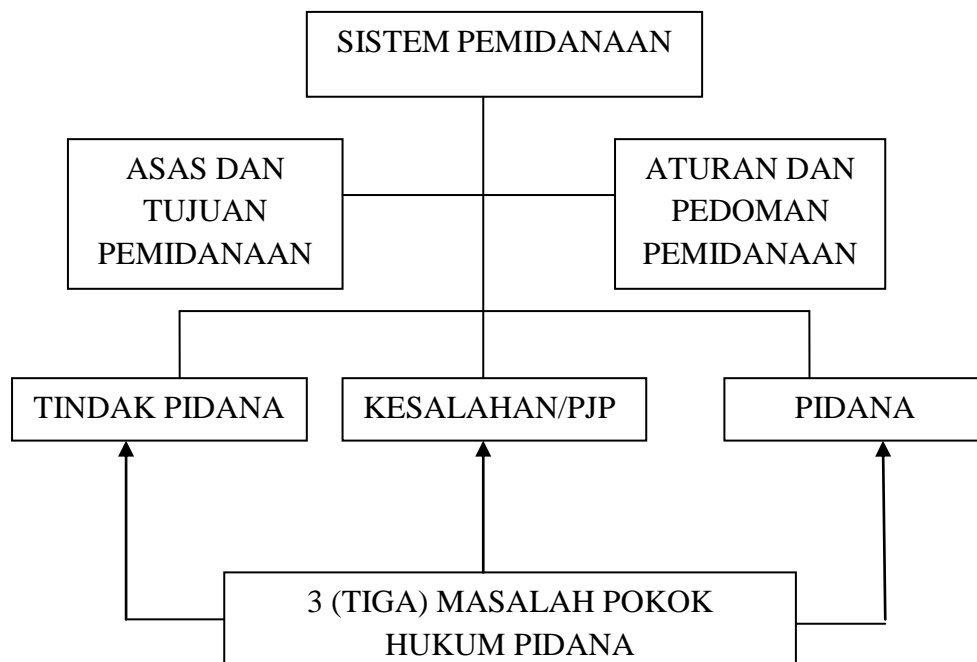 SISTEM PEMIDANAAN
ASAS DAN
TUJUAN
PEMIDANAAN
ATURAN DAN
PEDOMAN
PEMIDANAAN
TINDAK PIDANA
KESALAHAN/PJP
PIDANA
3 (TIGA) MASALAH POKOK
HUKUM PIDANA